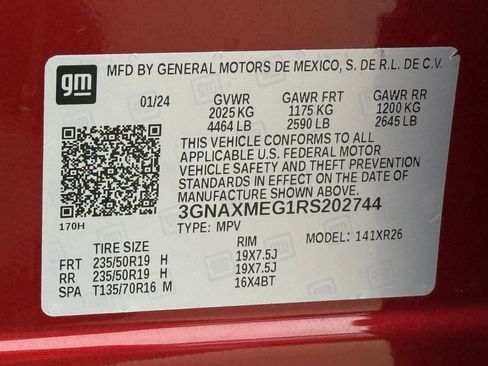 gm
MFD BY GENERAL MOTORS DE MEXICO, S. DE R.L. DE C.V.
01/24 GVWR GAWR FRT GAWR RR
2025 KG 1175 KG 1200 KG
4464 LB 2590 LB 2645 LB
THIS VEHICLE CONFORMS TO ALL
APPLICABLE U.S. FEDERAL MOTOR
VEHICLE SAFETY AND THEFT PREVENTION
STANDARDS IN EFFECT ON THE DATE OF
MANUFACTURE SHOWN ABOVE.
170H 3GNAXMEG1RS202744
TYPE: MPV MODEL: 141XR26
TIRE SIZE RIM
FRT 235/50R19 H 19X7.5J
RR 235/50R19 H 19X7.5J
SPA T135/70R16 M 16X4BT